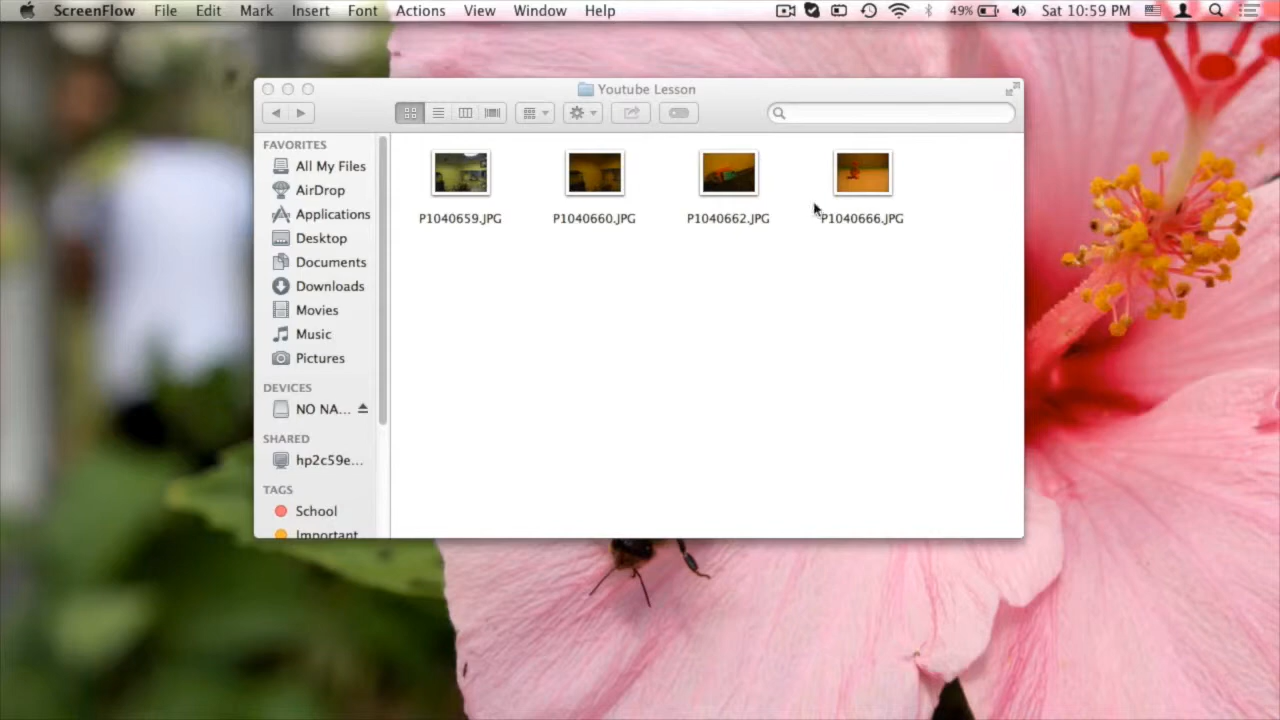 ScreenFlow File Edit Mark Insert Font Actions View Window Help 49% Sat 10:59 PM
Youtube Lesson
FAVORITES
All My Files
AirDrop
Applications
Desktop
Documents
Downloads
Movies
Music
Pictures
DEVICES
NO NA...
SHARED
hp2c59e...
TAGS
School
Important
P1040659.JPG P1040660.JPG P1040662.JPG P1040666.JPG